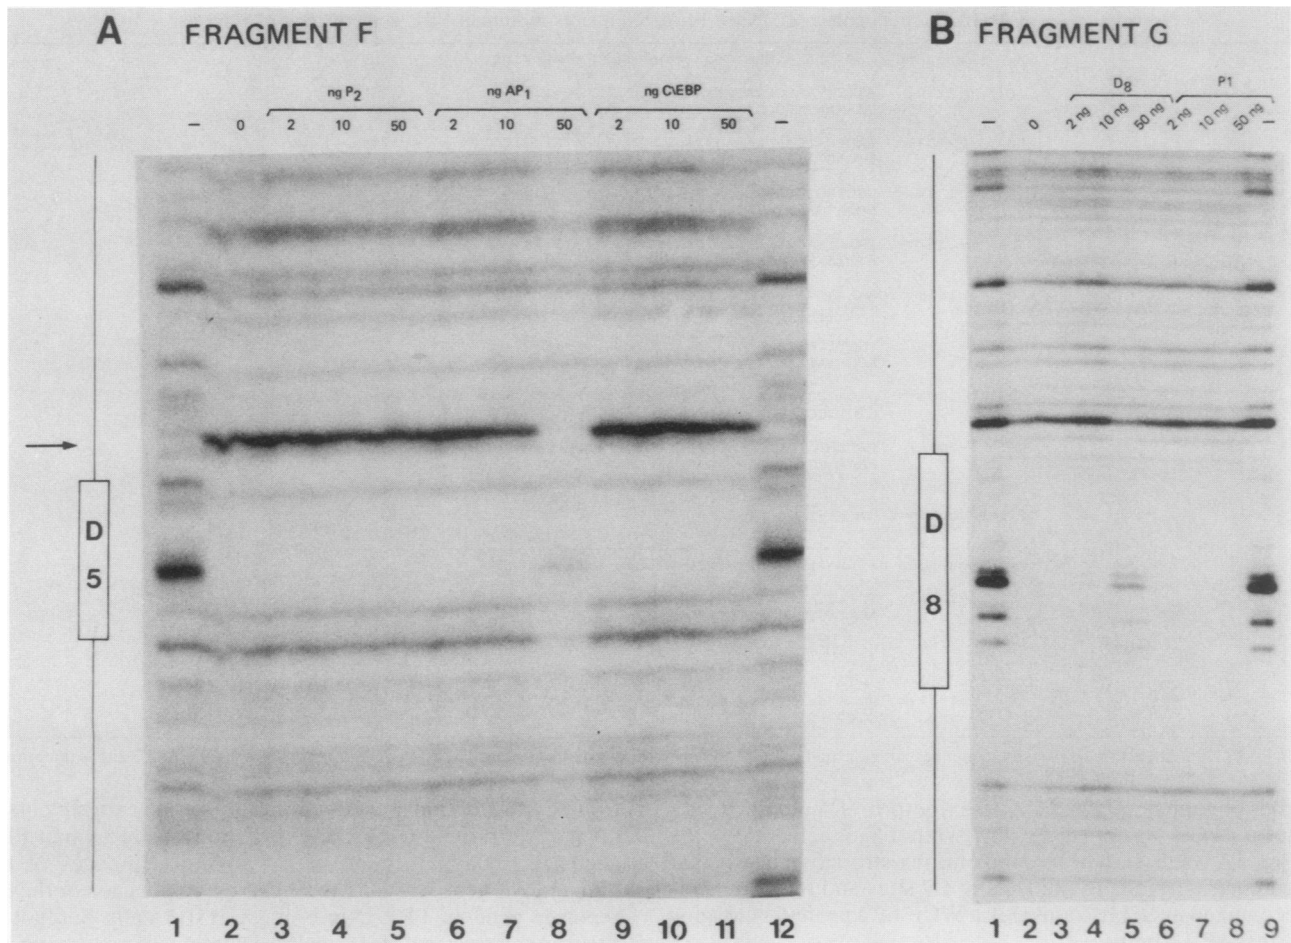 A FRAGMENT F
ng P2 ng AP1 ng C\EBP
– 0 2 10 50 2 10 50 2 10 50 –
D
5
1 2 3 4 5 6 7 8 9 10 11 12
B FRAGMENT G
D8 P1
– 0 2 ng 10 ng 50 ng 2 ng 10 ng 50 ng –
D
8
1 2 3 4 5 6 7 8 9